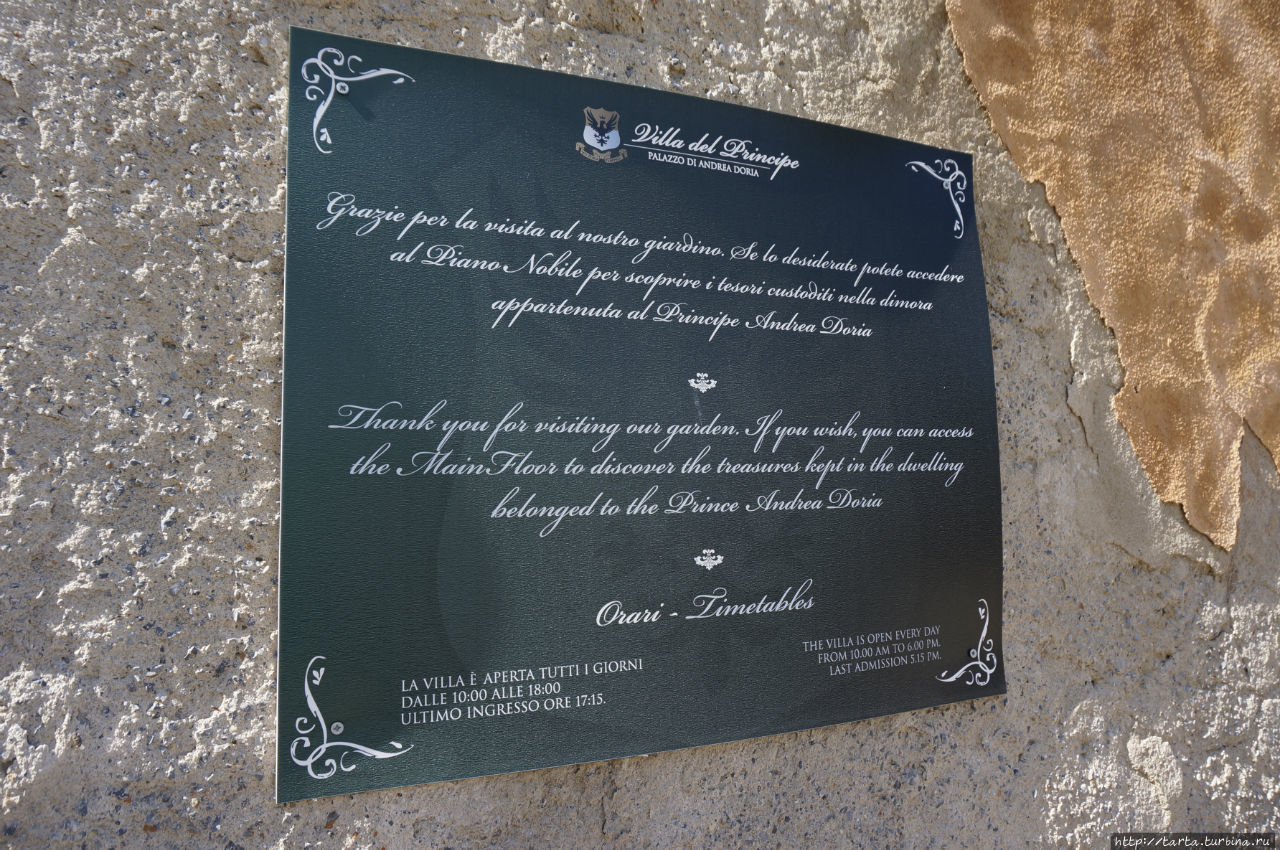 Villa del Principe
PALAZZO DI ANDREA DORIA
Grazie per la visita al nostro giardino. Se lo desiderate potete accedere
al Piano Nobile per scoprire i tesori custoditi nella dimora
appartenuta al Principe Andrea Doria
Thank you for visiting our garden. If you wish, you can access
the Main Floor to discover the treasures kept in the dwelling
belonged to the Prince Andrea Doria
Orari - Timetables
LA VILLA È APERTA TUTTI I GIORNI
DALLE 10:00 ALLE 18:00
ULTIMO INGRESSO ORE 17:15.
THE VILLA IS OPEN EVERY DAY
FROM 10.00 AM TO 6.00 PM.
LAST ADMISSION 5.15 PM.
http://tarta.turbina.ru